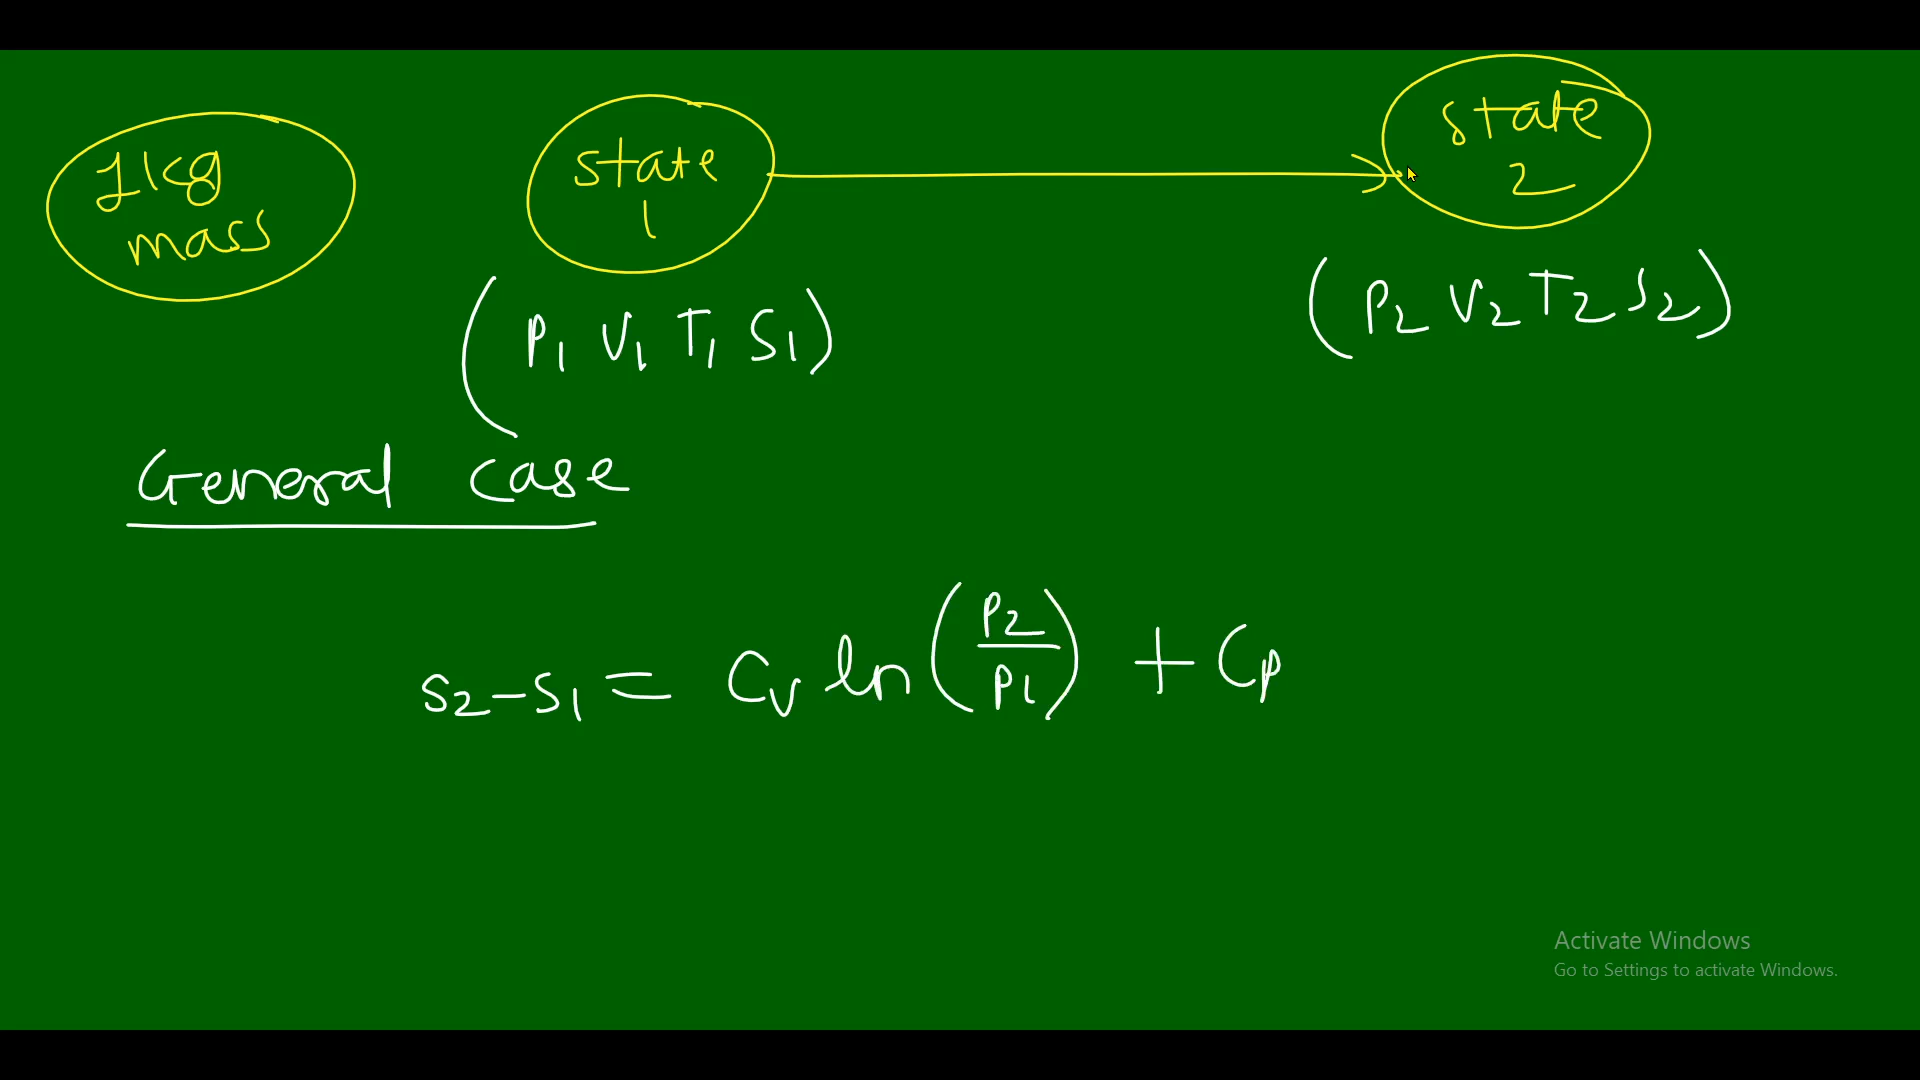 1kg
mass
state
1
state
2
(P1 V1 T1 S1)
(P2 V2 T2 S2)
General case
s2-s1 = Cv ln(P2/P1) + Cp
Activate Windows
Go to Settings to activate Windows.